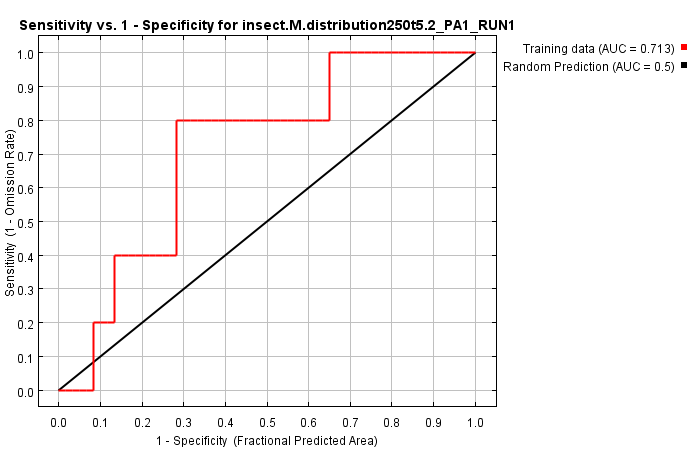 Sensitivity vs. 1 - Specificity for insect.M.distribution250t5.2_PA1_RUN1
Training data (AUC = 0.713)
Random Prediction (AUC = 0.5)
Sensitivity (1 - Omission Rate)
1.0
0.9
0.8
0.7
0.6
0.5
0.4
0.3
0.2
0.1
0.0
0.0 0.1 0.2 0.3 0.4 0.5 0.6 0.7 0.8 0.9 1.0
1 - Specificity (Fractional Predicted Area)